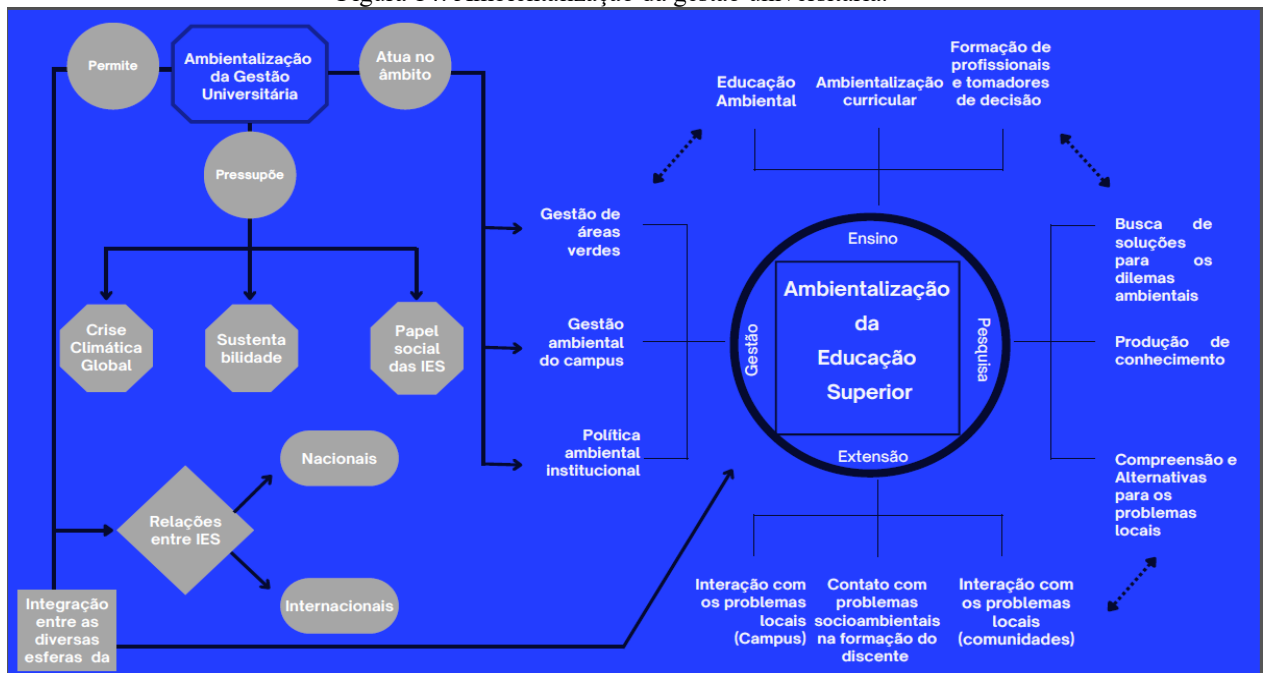 Permite
Ambientalização
da Gestão
Universitária
Atua no
âmbito
Pressupõe
Crise
Climática
Global
Sustenta
bilidade
Papel
social
das IES
Nacionais
Relações
entre IES
Internacionais
Integração
entre as
diversas
esferas da
Gestão de
áreas
verdes
Gestão
ambiental
do campus
Política
ambiental
institucional
Educação
Ambiental
Ambientalização
curricular
Formação de
profissionais
e tomadores
de decisão
Ensino
Gestão
Ambientalização
da
Educação
Superior
Pesquisa
Extensão
Busca de
soluções
para os
dilemas
ambientais
Produção de
conhecimento
Compreensão e
Alternativas
para os
problemas
locais
Interação com
os problemas
locais
(Campus)
Contato com
problemas
socioambientais
na formação do
discente
Interação com
os problemas
locais
(comunidades)